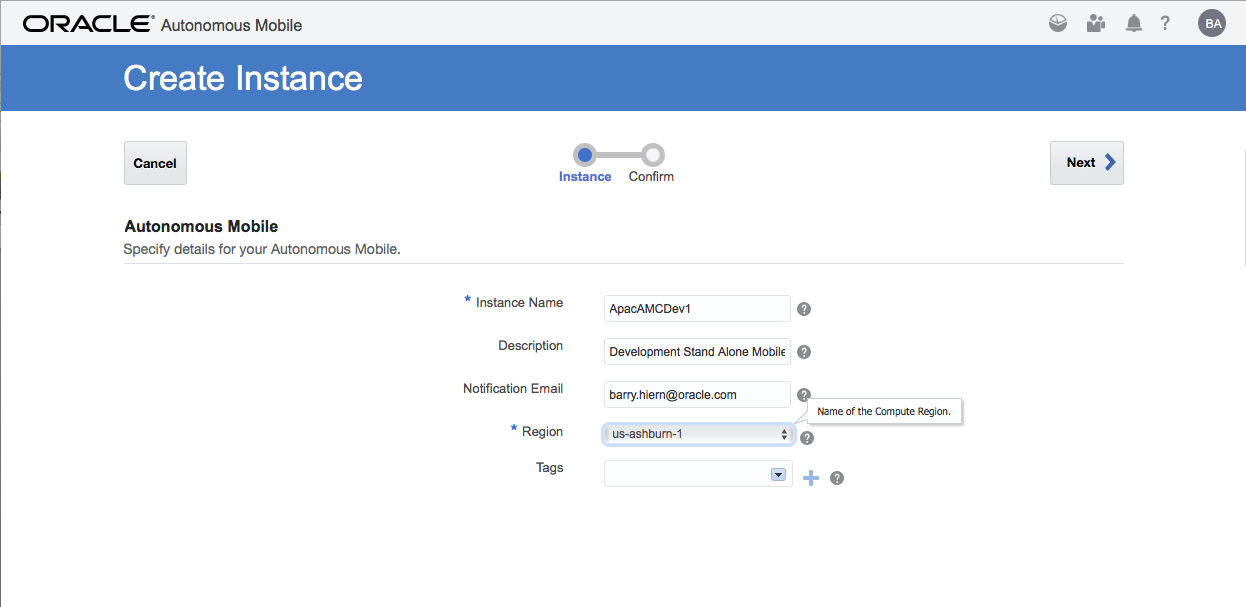 ORACLE® Autonomous Mobile
? BA
Create Instance
Cancel
Instance Confirm
Next
Autonomous Mobile
Specify details for your Autonomous Mobile.
* Instance Name ApacAMCDev1 ?
Description Development Stand Alone Mobile ?
Notification Email barry.hiern@oracle.com ?
Name of the Compute Region.
* Region us-ashburn-1 ?
Tags + ?